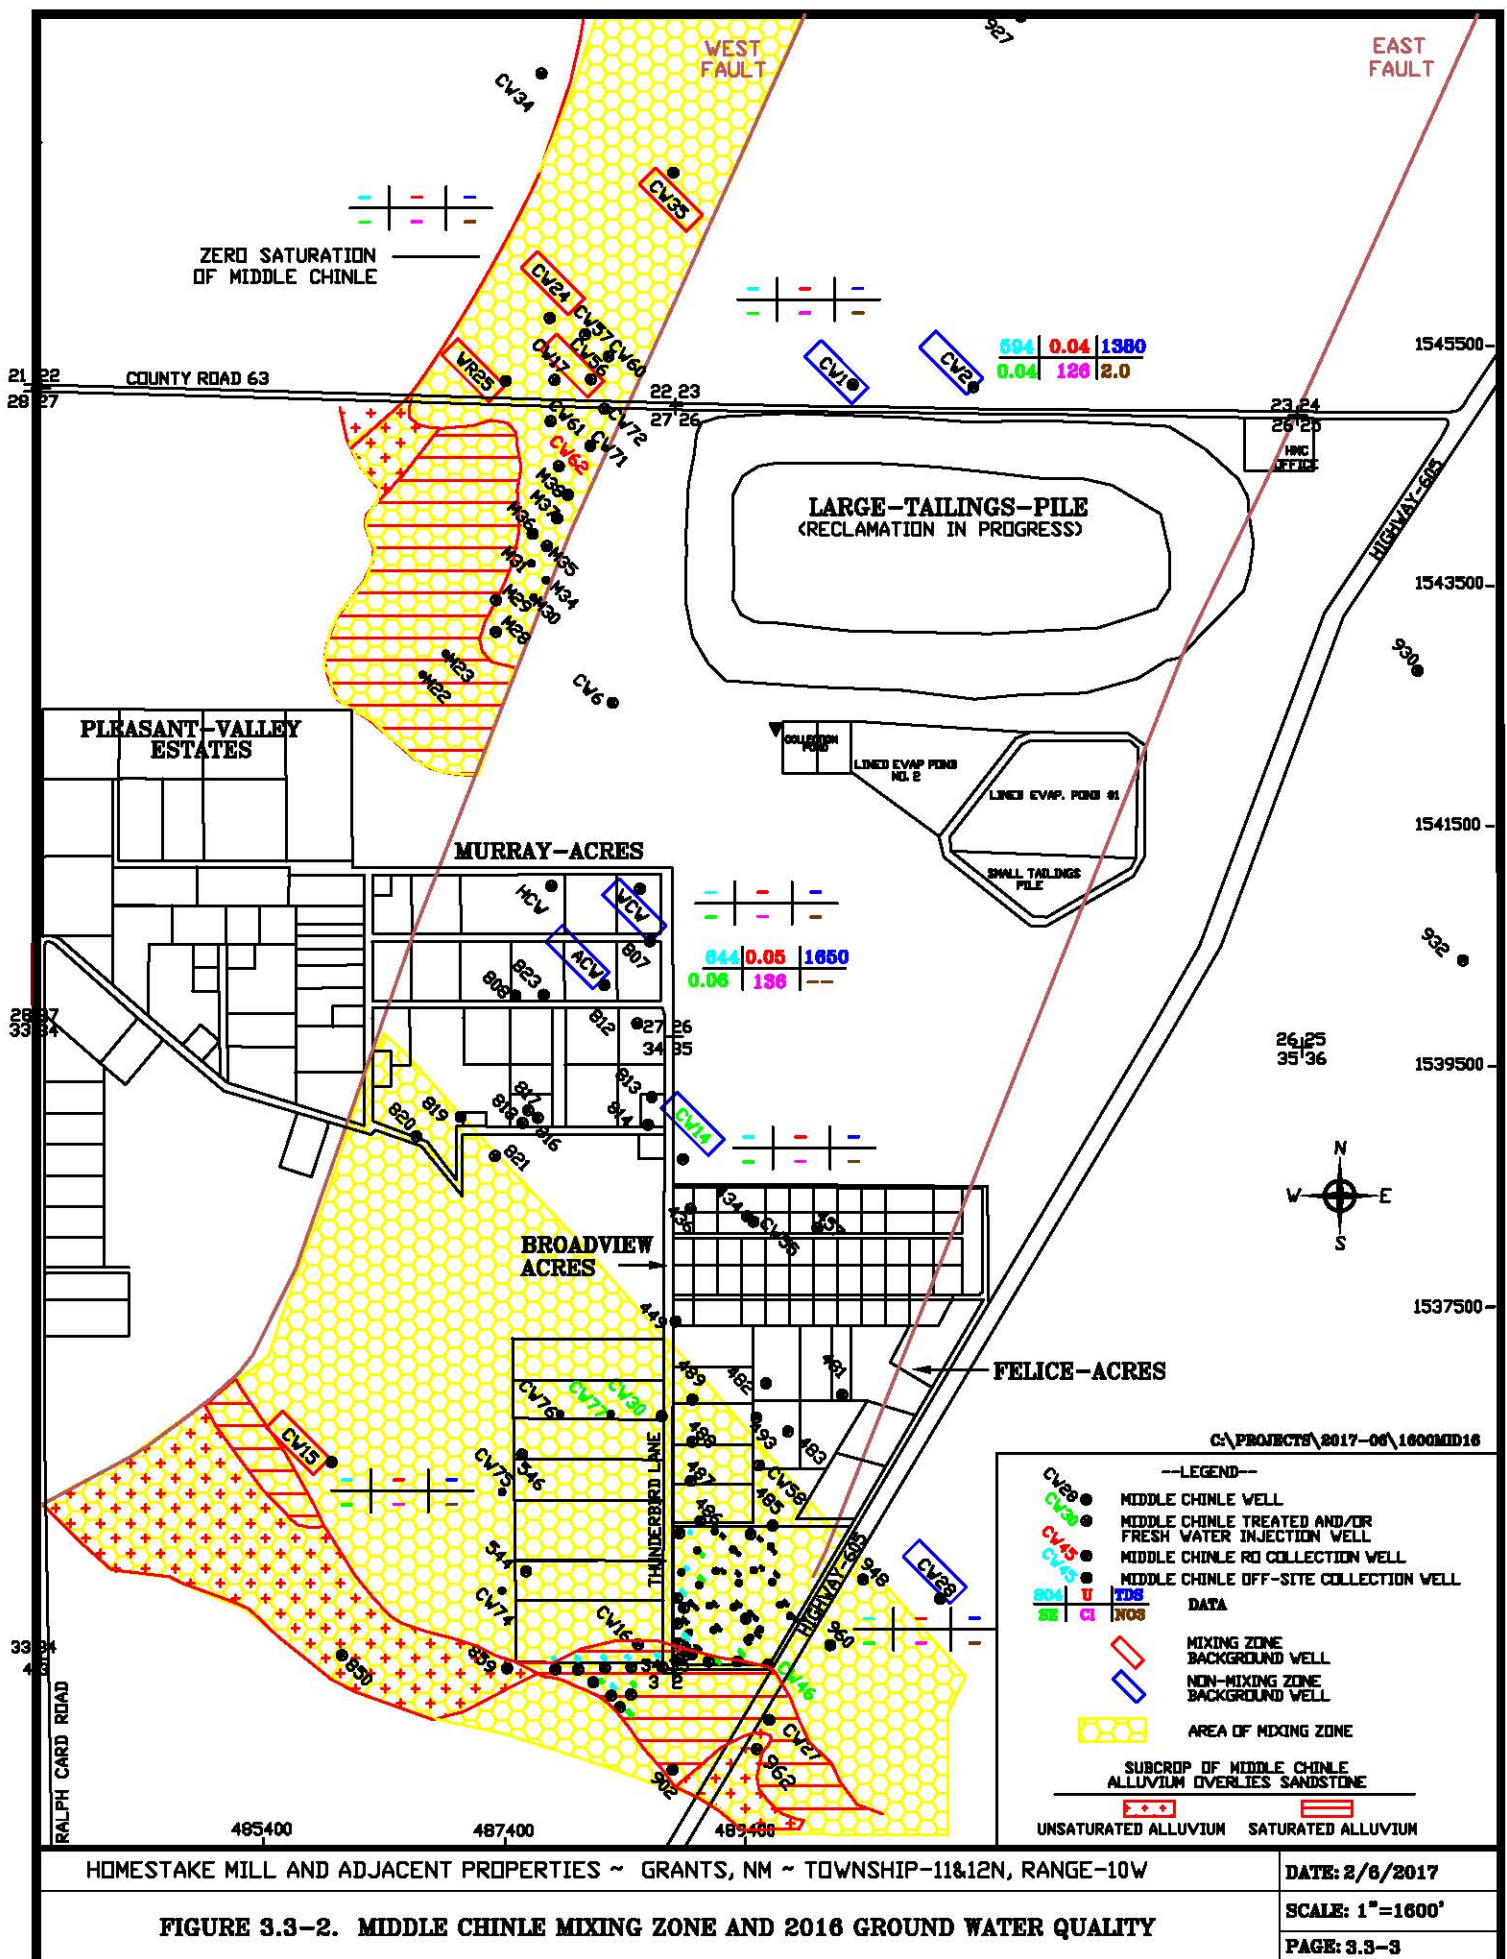 927
WEST
FAULT
EAST
FAULT
CW34
CW35
ZERO SATURATION
OF MIDDLE CHINLE
CW24
CW57
CW56
CW60
CW17
WR25
CW1
CW2
694 0.04 1380
0.04 126 2.0
1545500
21 22
28 27
COUNTY ROAD 63
22 23
27 26
23 24
26 25
CW72
CW61
CW71
CW62
HMC
OFFICE
HIGHWAY-605
M38
M37
M36
M35
M31
M34
M30
M29
M28
M23
M22
LARGE-TAILINGS-PILE
(RECLAMATION IN PROGRESS)
1543500
930
CW6
PLEASANT-VALLEY
ESTATES
COLLECTION
POND
LINED EVAP POND
NO. 2
LINED EVAP. POND #1
SMALL TAILINGS
PILE
1541500
MURRAY-ACRES
HCW
WCW
ACW
807
823
808
812
644 0.05 1650
0.06 136 --
932
28 27
33 34
27 26
34 35
26 25
35 36
1539500
813
814
817
818
816
819
820
821
CW14
N
W E
S
434
CW55
BROADVIEW
ACRES
1537500
449
FELICE-ACRES
489
482
481
CW76
CW77
CW30
488
493
483
CW15
CW75
546
487
CW58
485
486
THUNDERBIRD LANE
HIGHWAY-605
544
CW74
CW16
948
CW28
960
859
850
CW46
CW27
962
902
33 34
4 3
3 2
RALPH CARD ROAD
485400
487400
489400
C:\PROJECTS\2017-06\1600MID16
--LEGEND--
CW28 MIDDLE CHINLE WELL
CW30 MIDDLE CHINLE TREATED AND/OR
FRESH WATER INJECTION WELL
CW45 MIDDLE CHINLE RO COLLECTION WELL
CW45 MIDDLE CHINLE OFF-SITE COLLECTION WELL
SO4 U TDS
SE Cl NO3
DATA
MIXING ZONE
BACKGROUND WELL
NON-MIXING ZONE
BACKGROUND WELL
AREA OF MIXING ZONE
SUBCROP OF MIDDLE CHINLE
ALLUVIUM OVERLIES SANDSTONE
UNSATURATED ALLUVIUM SATURATED ALLUVIUM
HOMESTAKE MILL AND ADJACENT PROPERTIES ~ GRANTS, NM ~ TOWNSHIP-11&12N, RANGE-10W
DATE: 2/6/2017
FIGURE 3.3-2. MIDDLE CHINLE MIXING ZONE AND 2016 GROUND WATER QUALITY
SCALE: 1"=1600'
PAGE: 3.3-3